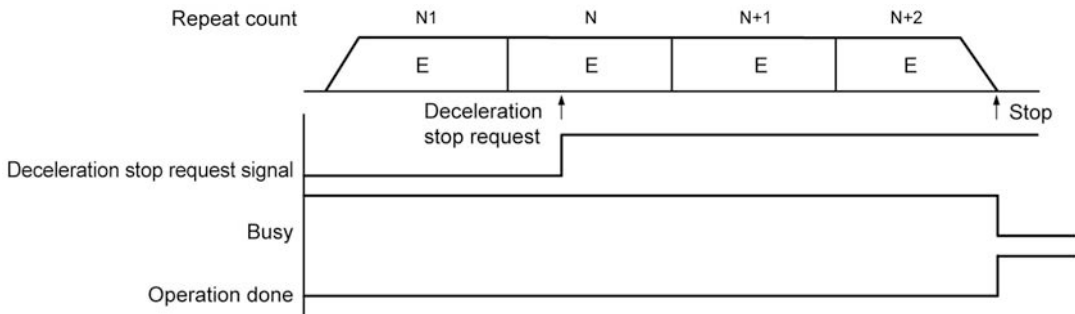 Repeat count N1 N N+1 N+2
E E E E
Deceleration
stop request
Stop
Deceleration stop request signal
Busy
Operation done